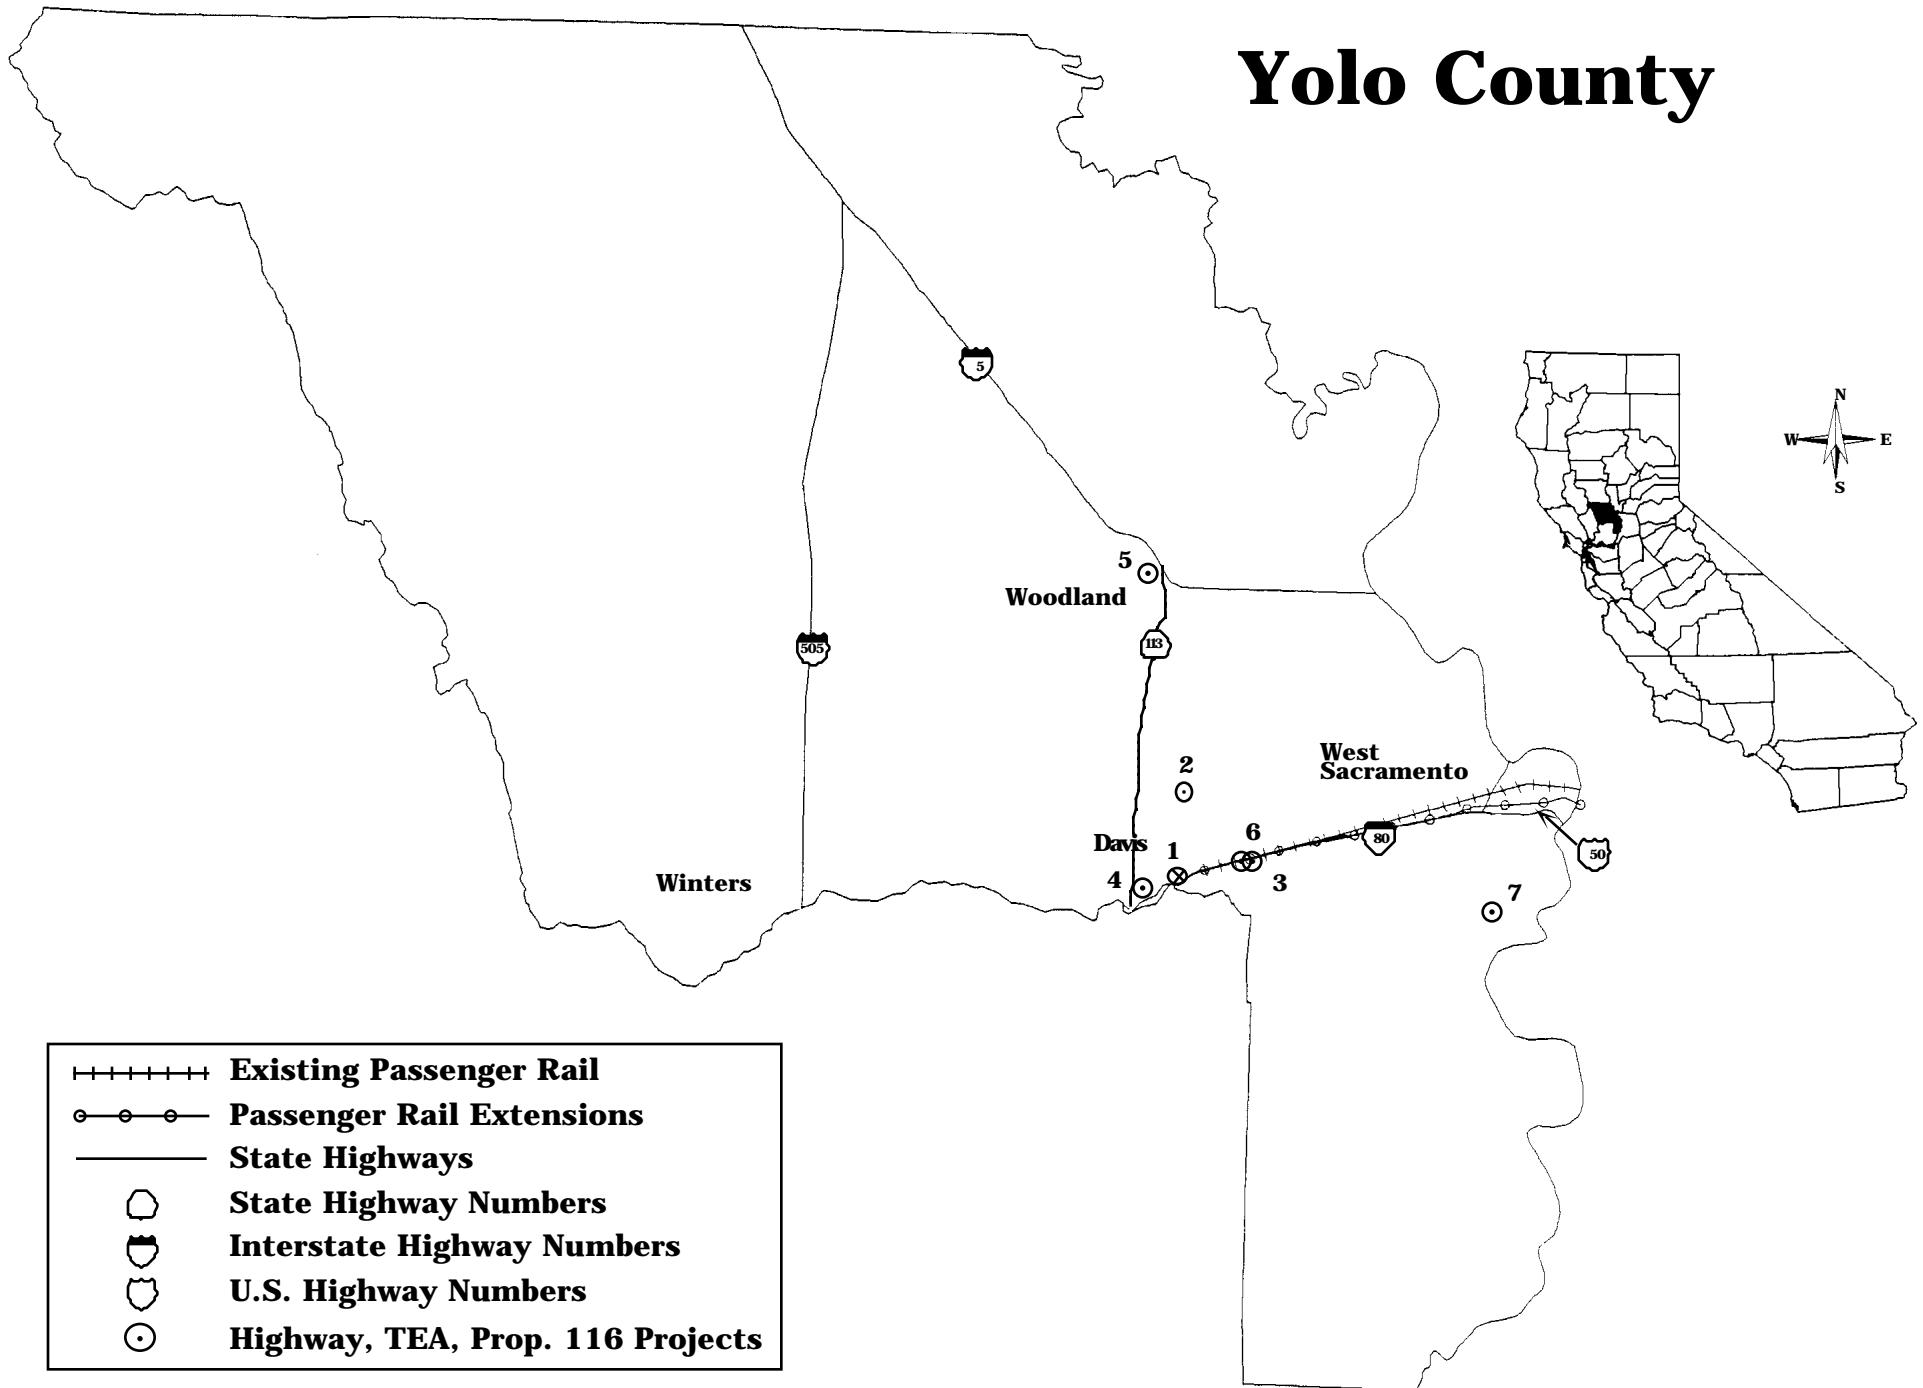 Yolo County
N
W E
S
5
5
Woodland
505
113
West
Sacramento
2
Davis
6
80
1
50
4
3
Winters
7
Existing Passenger Rail
Passenger Rail Extensions
State Highways
State Highway Numbers
Interstate Highway Numbers
U.S. Highway Numbers
Highway, TEA, Prop. 116 Projects